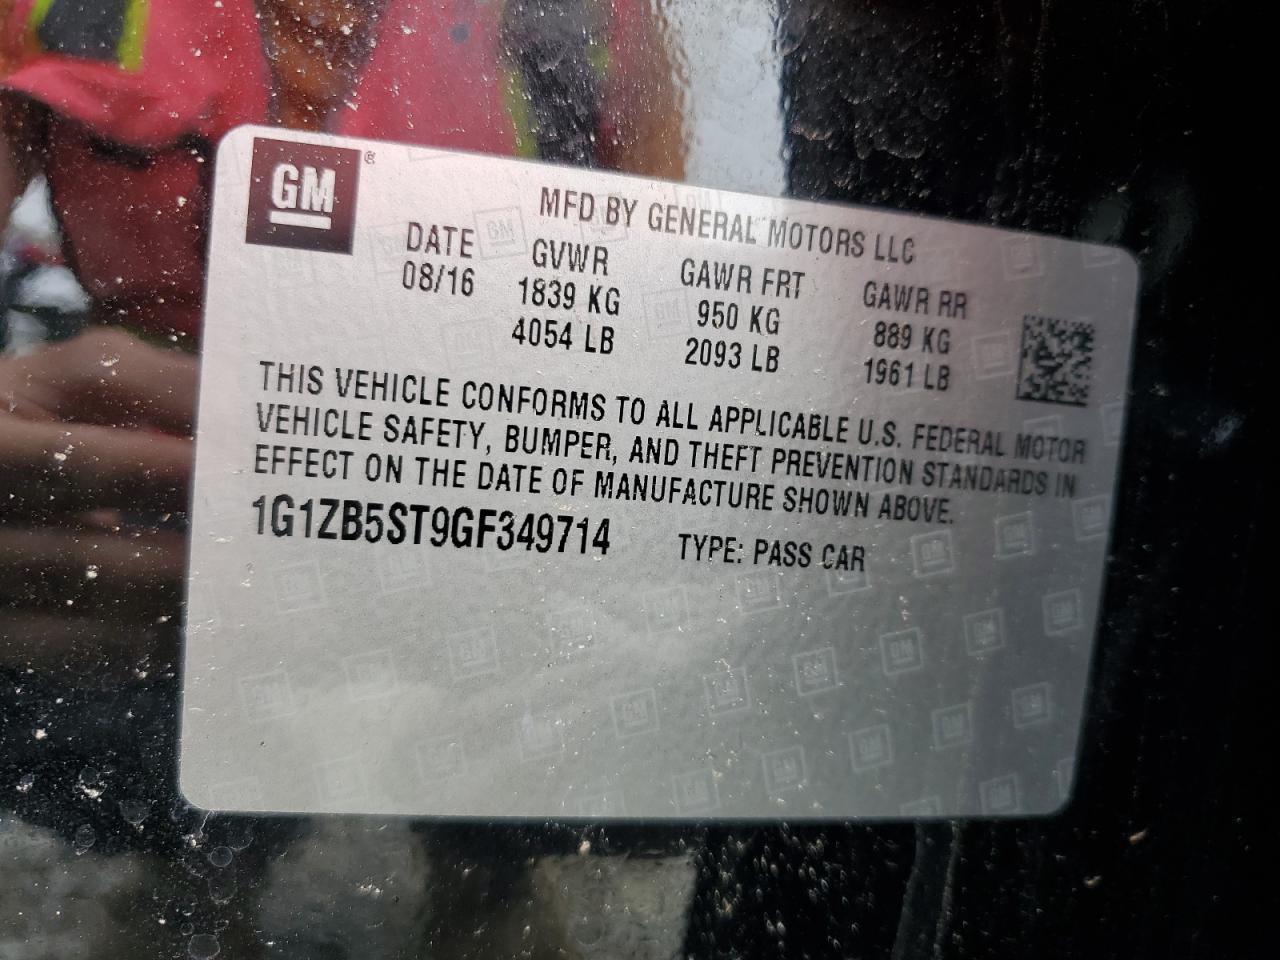 GM ®
MFD BY GENERAL MOTORS LLC
DATE GVWR GAWR FRT GAWR RR
08/16 1839 KG 950 KG 889 KG
4054 LB 2093 LB 1961 LB
THIS VEHICLE CONFORMS TO ALL APPLICABLE U.S. FEDERAL MOTOR
VEHICLE SAFETY, BUMPER, AND THEFT PREVENTION STANDARDS IN
EFFECT ON THE DATE OF MANUFACTURE SHOWN ABOVE.
1G1ZB5ST9GF349714 TYPE: PASS CAR